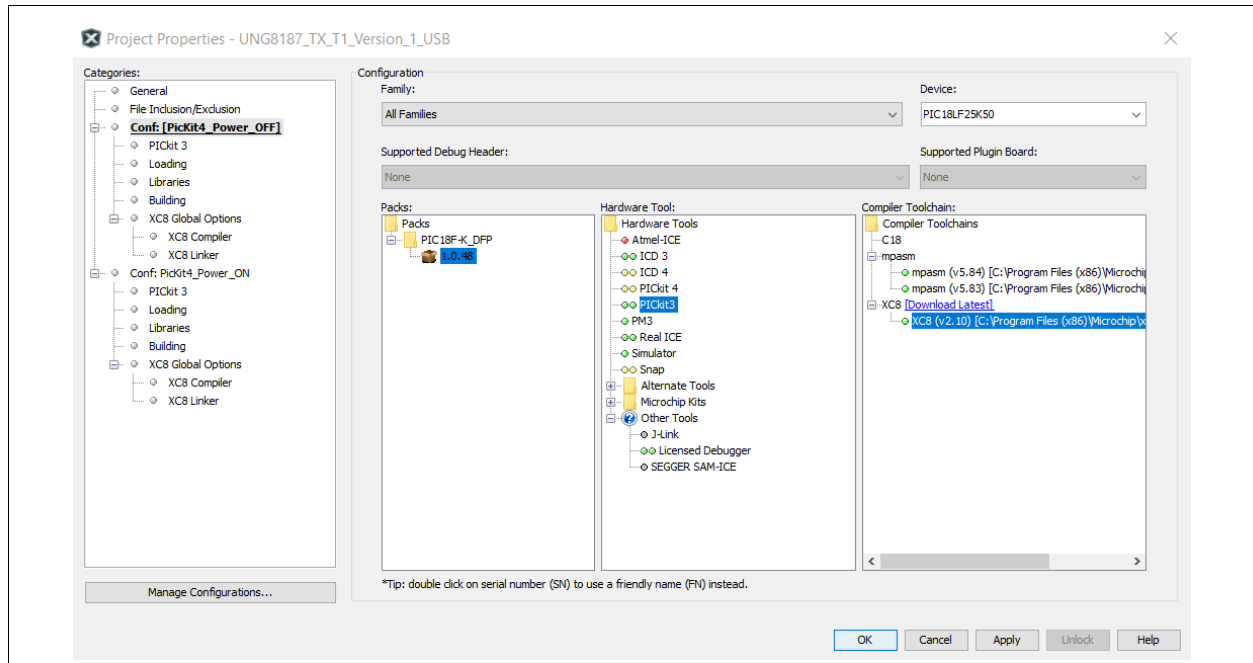 Project Properties - UNG8187_TX_T1_Version_1_USB
Categories:
General
File Inclusion/Exclusion
Conf: [PicKit4_Power_OFF]
PICkit 3
Loading
Libraries
Building
XC8 Global Options
XC8 Compiler
XC8 Linker
Conf: PicKit4_Power_ON
PICkit 3
Loading
Libraries
Building
XC8 Global Options
XC8 Compiler
XC8 Linker
Manage Configurations...
Configuration
Family:
All Families
Device:
PIC18LF25K50
Supported Debug Header:
None
Supported Plugin Board:
None
Packs:
Packs
PIC18F-K_DFP
1.0.48
Hardware Tool:
Hardware Tools
Atmel-ICE
ICD 3
ICD 4
PICkit 4
PICkit3
PM3
Real ICE
Simulator
Snap
Alternate Tools
Microchip Kits
Other Tools
J-Link
Licensed Debugger
SEGGER SAM-ICE
Compiler Toolchain:
Compiler Toolchains
C18
mpasm
mpasm (v5.84) [C:\Program Files (x86)\Microchi
mpasm (v5.83) [C:\Program Files (x86)\Microchi
XC8 [Download Latest]
XC8 (v2.10) [C:\Program Files (x86)\Microchip\x
*Tip: double click on serial number (SN) to use a friendly name (FN) instead.
OK
Cancel
Apply
Unlock
Help